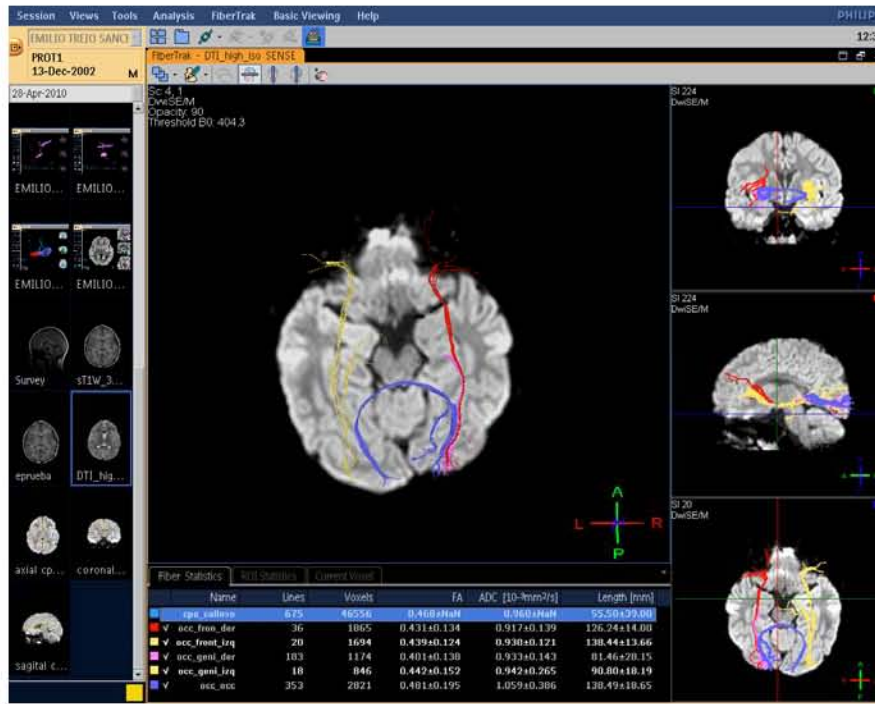 Session Views Tools Analysis FiberTrak Basic Viewing Help PHILIP
EMILIO TREJO SANC
12:3
PROT1
13-Dec-2002 M
28-Apr-2010
FiberTrak - DTI_high_iso SENSE
Sc: 4, 1
DwiSE/M
Opacity: 90
Threshold B0: 404.3
EMILIO... EMILIO...
EMILIO... EMILIO...
Survey sT1W_3...
eprueba DTI_hig...
axial cp... coronal...
sagital c...
A
L R
P
SI 224
DwiSE/M
SI 224
DwiSE/M
SI 20
DwiSE/M
Fiber Statistics ROI Statistics Current Voxel
Name Lines Voxels FA ADC [10-³mm²/s] Length [mm]
cpo_calloso 675 46556 0.460±NaN 0.960±NaN 55.50±39.00
occ_fron_der 36 1865 0.431±0.134 0.917±0.139 126.24±14.08
occ_front_izq 20 1694 0.439±0.124 0.930±0.121 138.44±13.66
occ_geni_der 103 1174 0.401±0.138 0.933±0.143 81.46±28.15
occ_geni_izq 18 846 0.442±0.152 0.942±0.265 90.80±18.19
occ_occ 353 2821 0.481±0.195 1.059±0.386 138.49±18.65